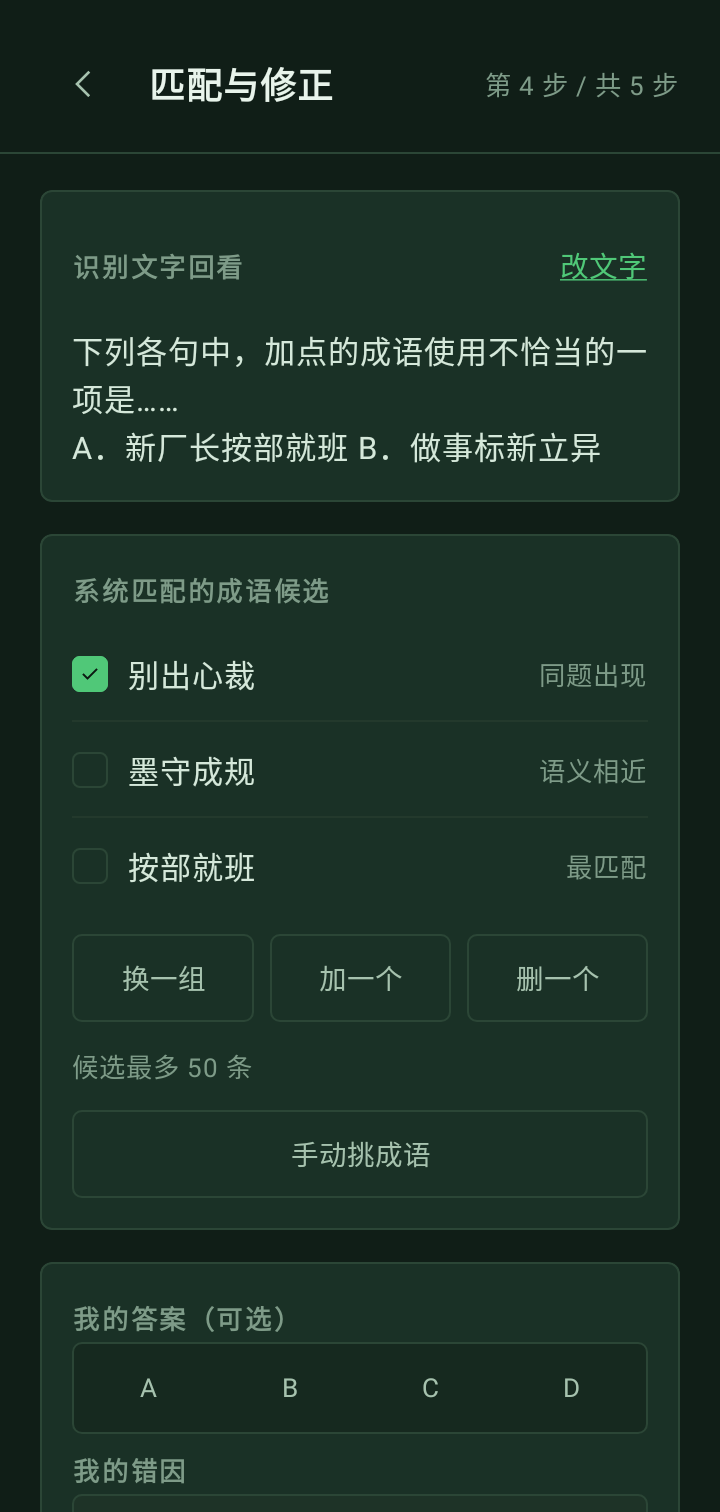 匹配与修正
第 4 步 / 共 5 步
识别文字回看
改文字
下列各句中，加点的成语使用不恰当的一
项是……
A．新厂长按部就班 B．做事标新立异
系统匹配的成语候选
别出心裁
同题出现
墨守成规
语义相近
按部就班
最匹配
换一组
加一个
删一个
候选最多 50 条
手动挑成语
我的答案（可选）
A
B
C
D
我的错因